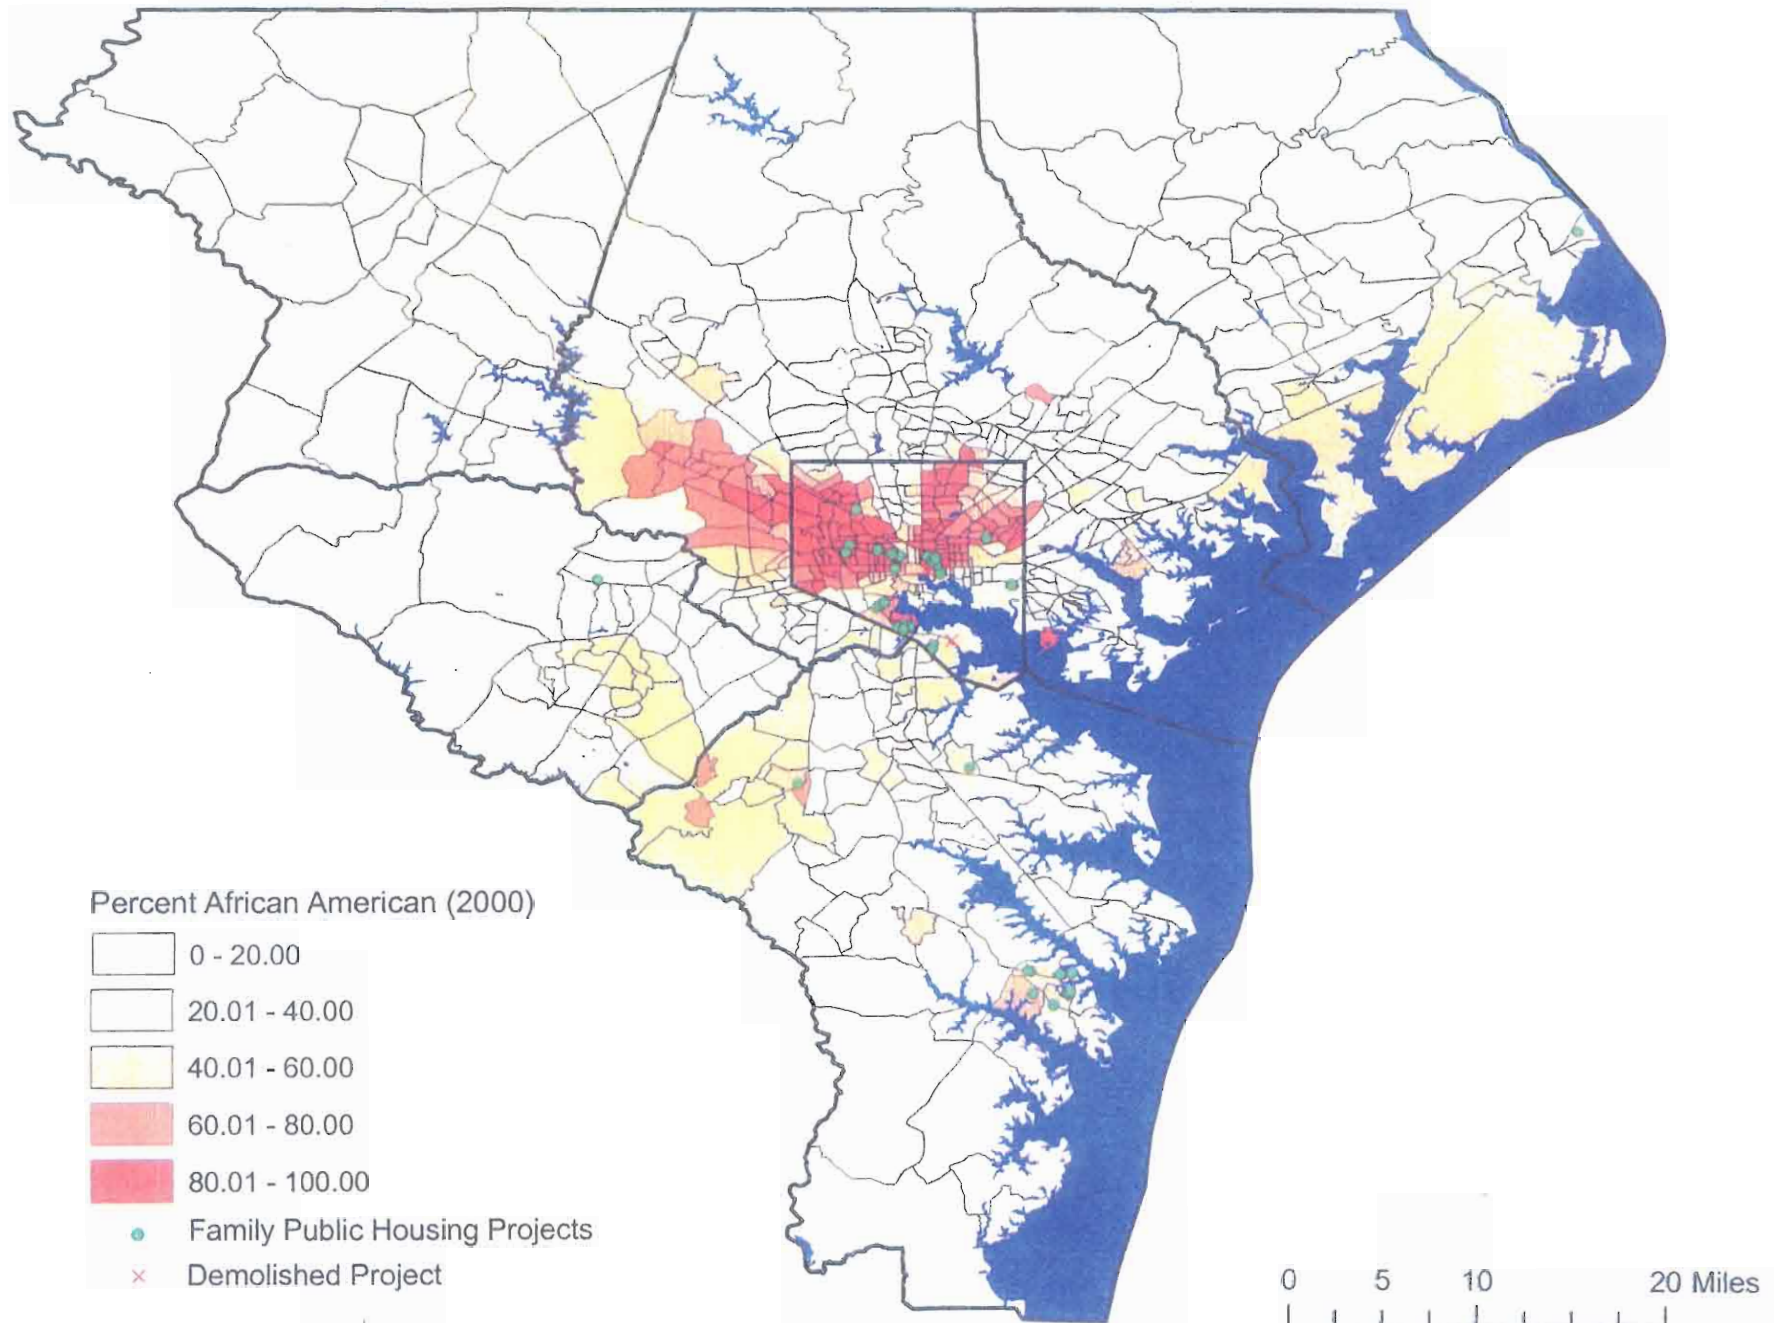 Percent African American (2000)
0 - 20.00
20.01 - 40.00
40.01 - 60.00
60.01 - 80.00
80.01 - 100.00
Family Public Housing Projects
Demolished Project
0 5 10 20 Miles